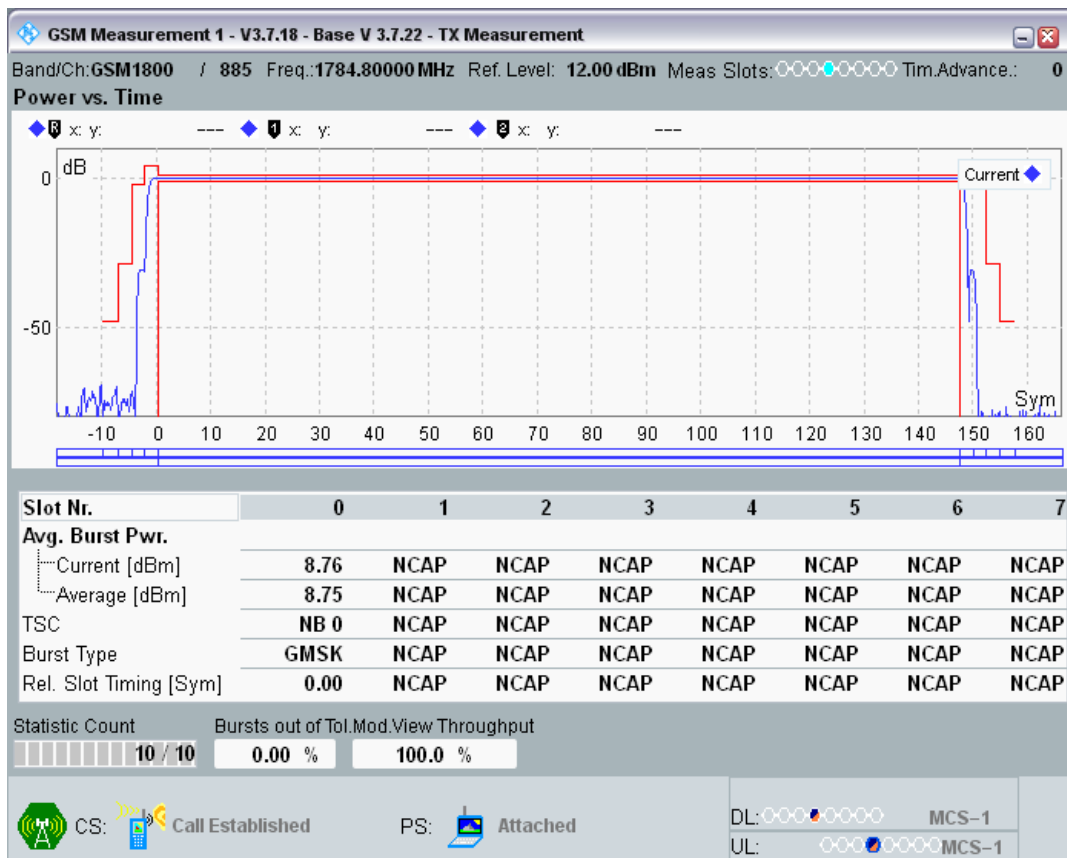 GSM Measurement 1 - V3.7.18 - Base V 3.7.22 - TX Measurement
Band/Ch:GSM1800 / 885 Freq.:1784.80000 MHz Ref. Level: 12.00 dBm Meas Slots: Tim.Advance.: 0
Power vs. Time
R x: y: --- 1 x: y: --- 2 x: y: ---
dB
Current
0
-50
Sym
-10 0 10 20 30 40 50 60 70 80 90 100 110 120 130 140 150 160
Slot Nr. 0 1 2 3 4 5 6 7
Avg. Burst Pwr.
Current [dBm] 8.76 NCAP NCAP NCAP NCAP NCAP NCAP NCAP
Average [dBm] 8.75 NCAP NCAP NCAP NCAP NCAP NCAP NCAP
TSC NB 0 NCAP NCAP NCAP NCAP NCAP NCAP NCAP
Burst Type GMSK NCAP NCAP NCAP NCAP NCAP NCAP NCAP
Rel. Slot Timing [Sym] 0.00 NCAP NCAP NCAP NCAP NCAP NCAP NCAP
Statistic Count Bursts out of Tol.Mod.View Throughput
10 / 10 0.00 % 100.0 %
CS: Call Established PS: Attached
DL: MCS-1
UL: MCS-1